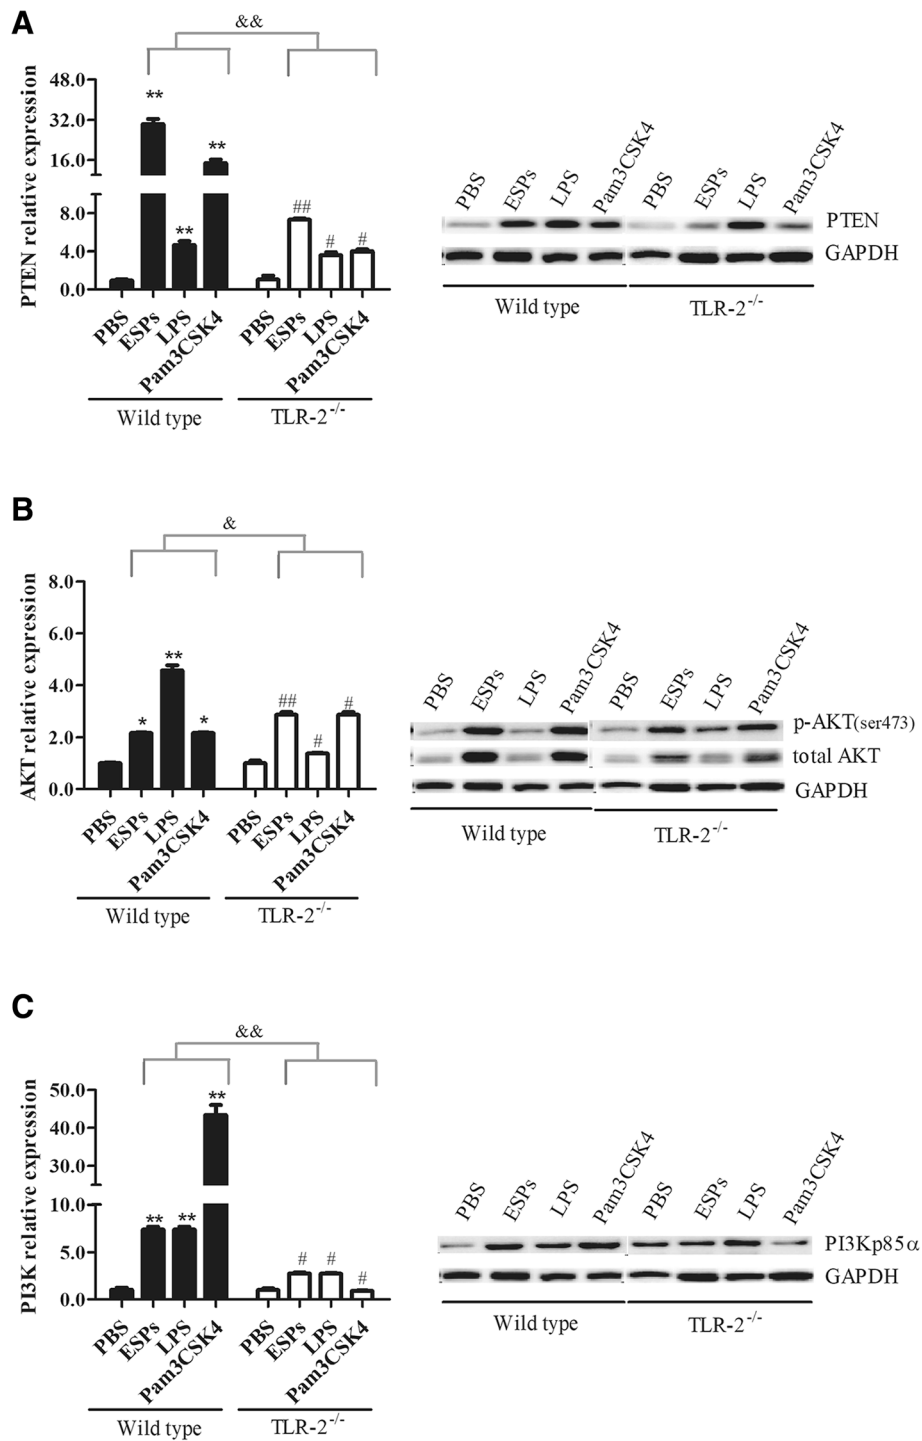 A
&&
PTEN relative expression
48.0
**
32.0
**
16.0
**
8.0
##
#
#
4.0
0.0
PBS ESPs LPS Pam3CSK4 PBS ESPs LPS Pam3CSK4
Wild type TLR-2-/-
PBS ESPs LPS Pam3CSK4 PBS ESPs LPS Pam3CSK4
PTEN
GAPDH
Wild type TLR-2-/-
B
&
AKT relative expression
8.0
6.0
**
4.0
* * ## # #
2.0
0.0
PBS ESPs LPS Pam3CSK4 PBS ESPs LPS Pam3CSK4
Wild type TLR-2-/-
PBS ESPs LPS Pam3CSK4 PBS ESPs LPS Pam3CSK4
p-AKT(ser473)
total AKT
GAPDH
Wild type TLR-2-/-
C
&&
PI3K relative expression
50.0
**
40.0
30.0
10.0
** **
5.0
# # #
0.0
PBS ESPs LPS Pam3CSK4 PBS ESPs LPS Pam3CSK4
Wild type TLR-2-/-
PBS ESPs LPS Pam3CSK4 PBS ESPs LPS Pam3CSK4
PI3Kp85α
GAPDH
Wild type TLR-2-/-